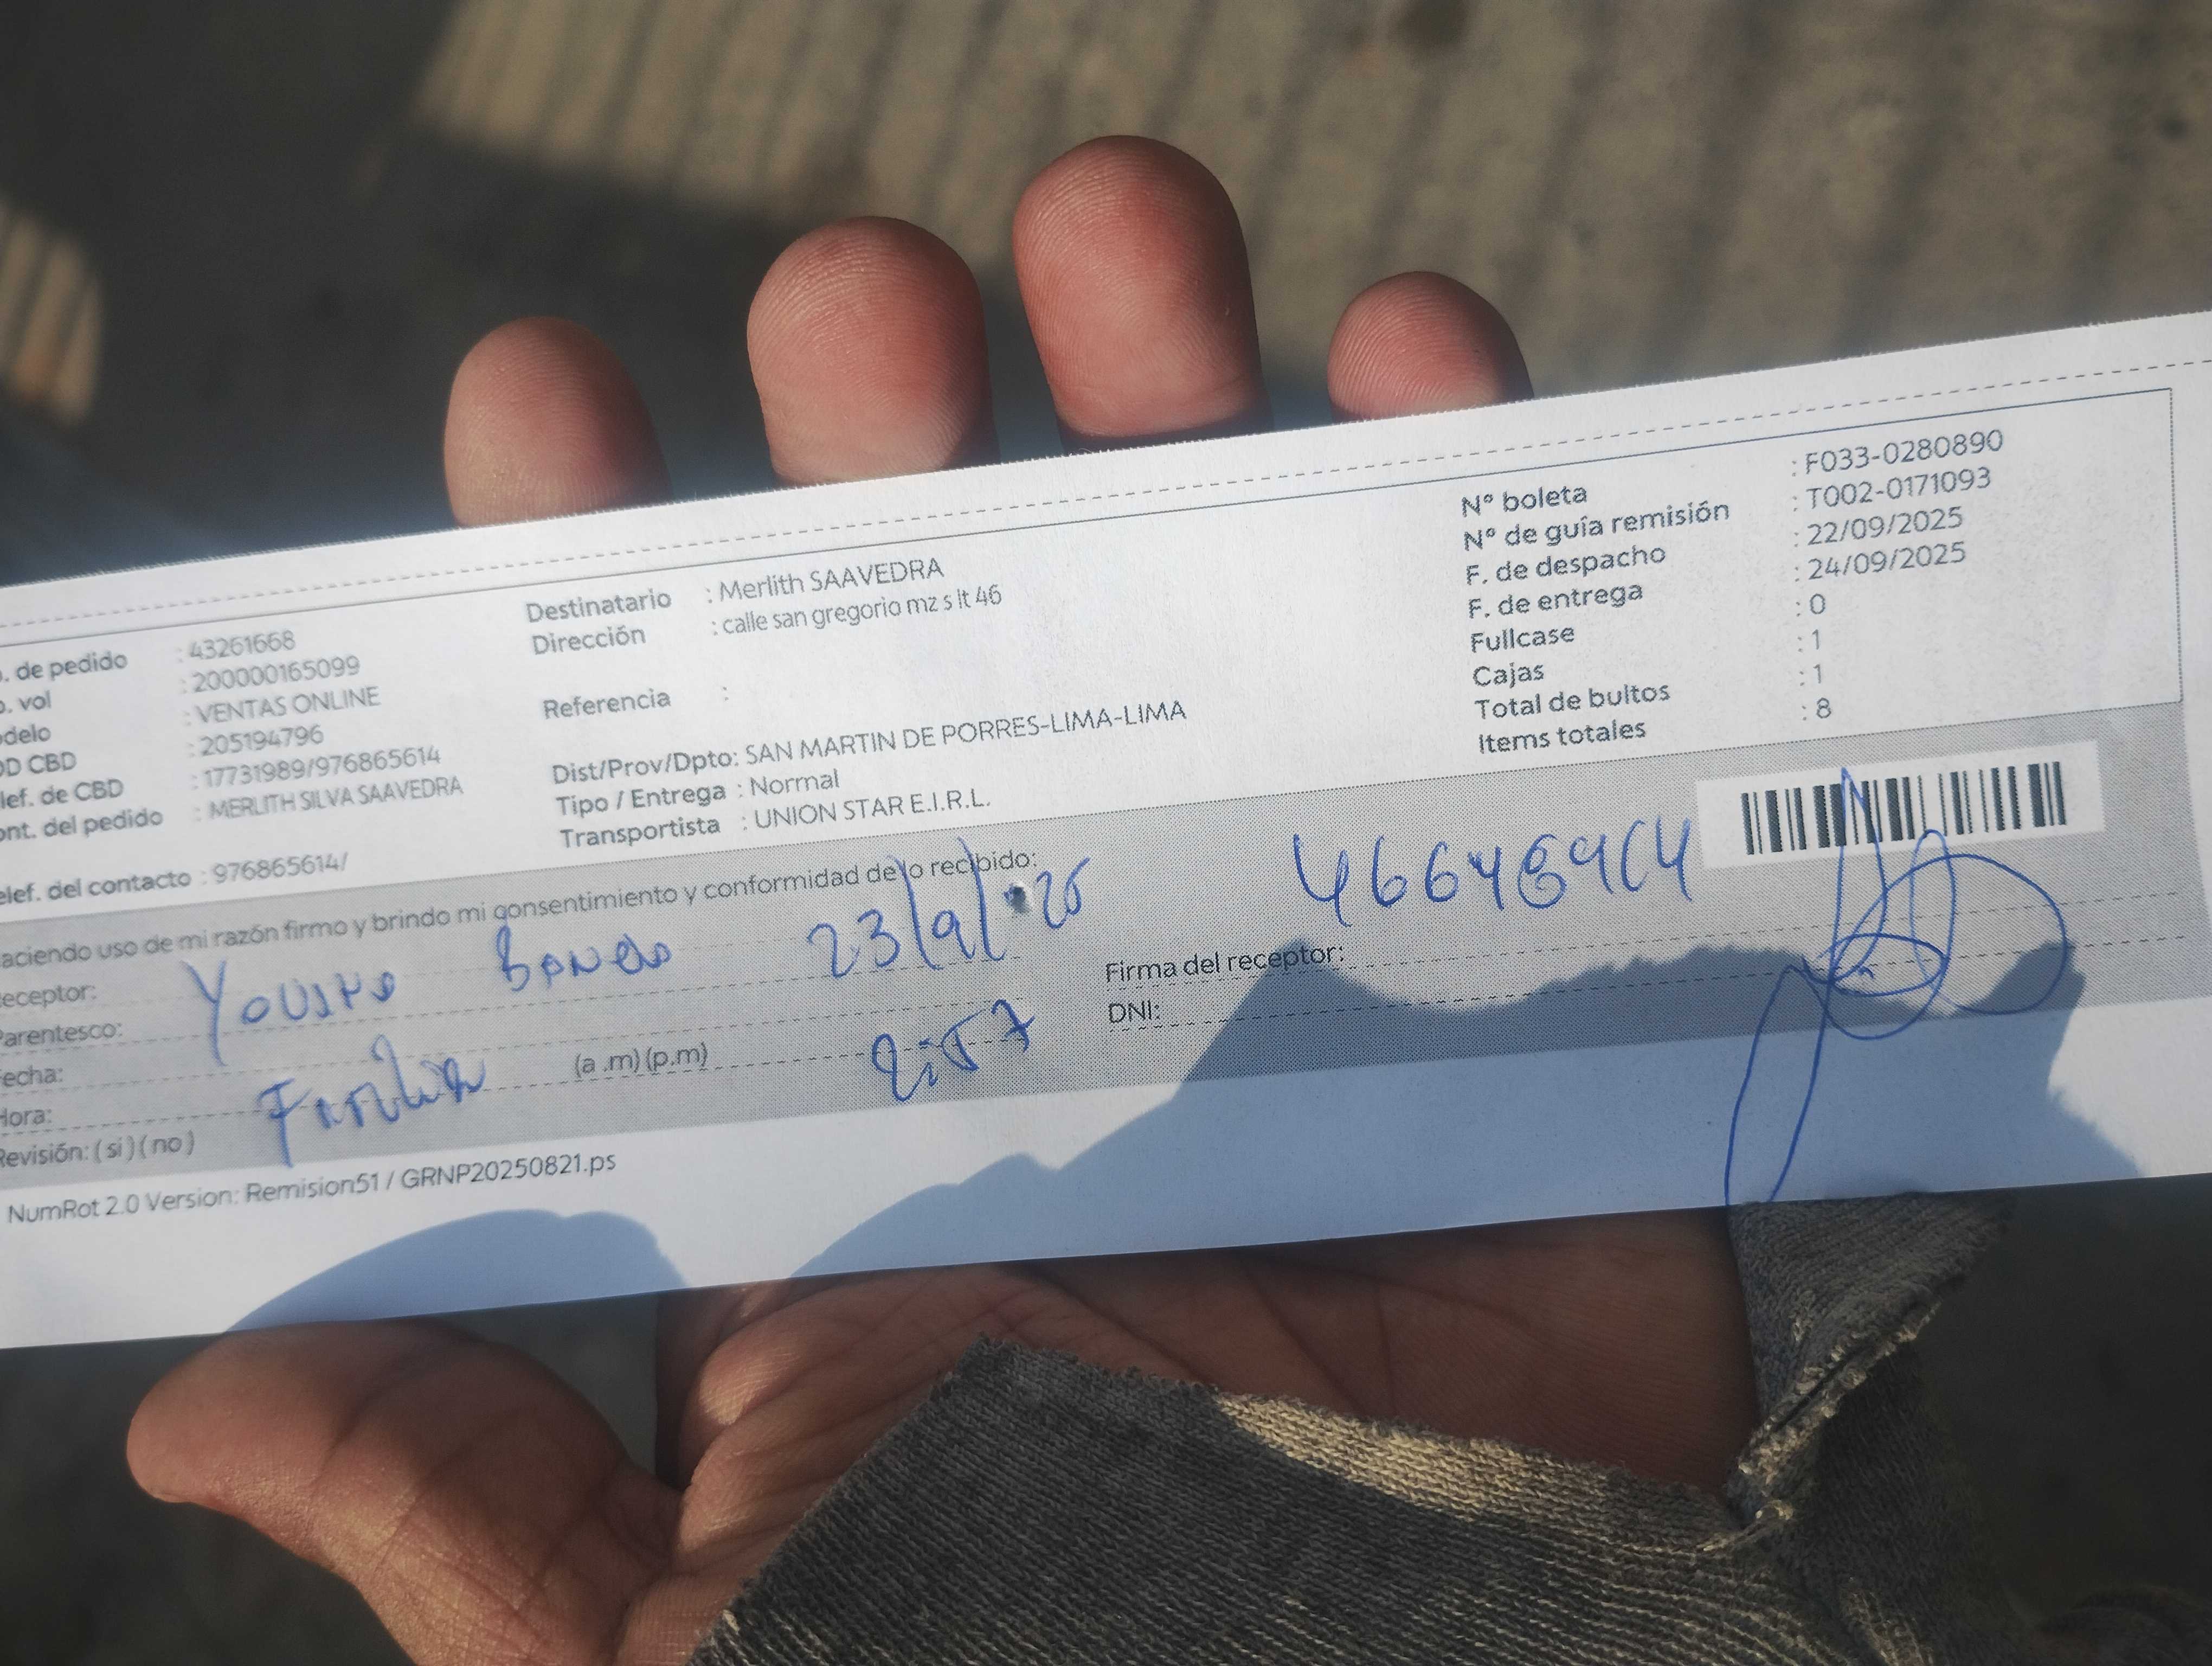 . de pedido : 43261668
. vol : 200000165099
delo : VENTAS ONLINE
D CBD : 205194796
lef. de CBD : 17731989/976865614
ont. del pedido : MERLITH SILVA SAAVEDRA
elef. del contacto : 976865614/
Destinatario : Merlith SAAVEDRA
Dirección : calle san gregorio mz s lt 46
Referencia :
Dist/Prov/Dpto: SAN MARTIN DE PORRES-LIMA-LIMA
Tipo / Entrega : Normal
Transportista : UNION STAR E.I.R.L.
N° boleta : F033-0280890
N° de guía remisión : T002-0171093
F. de despacho : 22/09/2025
F. de entrega : 24/09/2025
Fullcase : 0
Cajas : 1
Total de bultos : 1
Items totales : 8
aciendo uso de mi razón firmo y brindo mi consentimiento y conformidad de lo recibido:
eceptor:
Parentesco:
echa: 23/9/25
Hora: (a .m) (p.m) 2:57
Revisión: ( si ) ( no )
Firma del receptor:
DNI:
NumRot 2.0 Version: Remision51 / GRNP20250821.ps